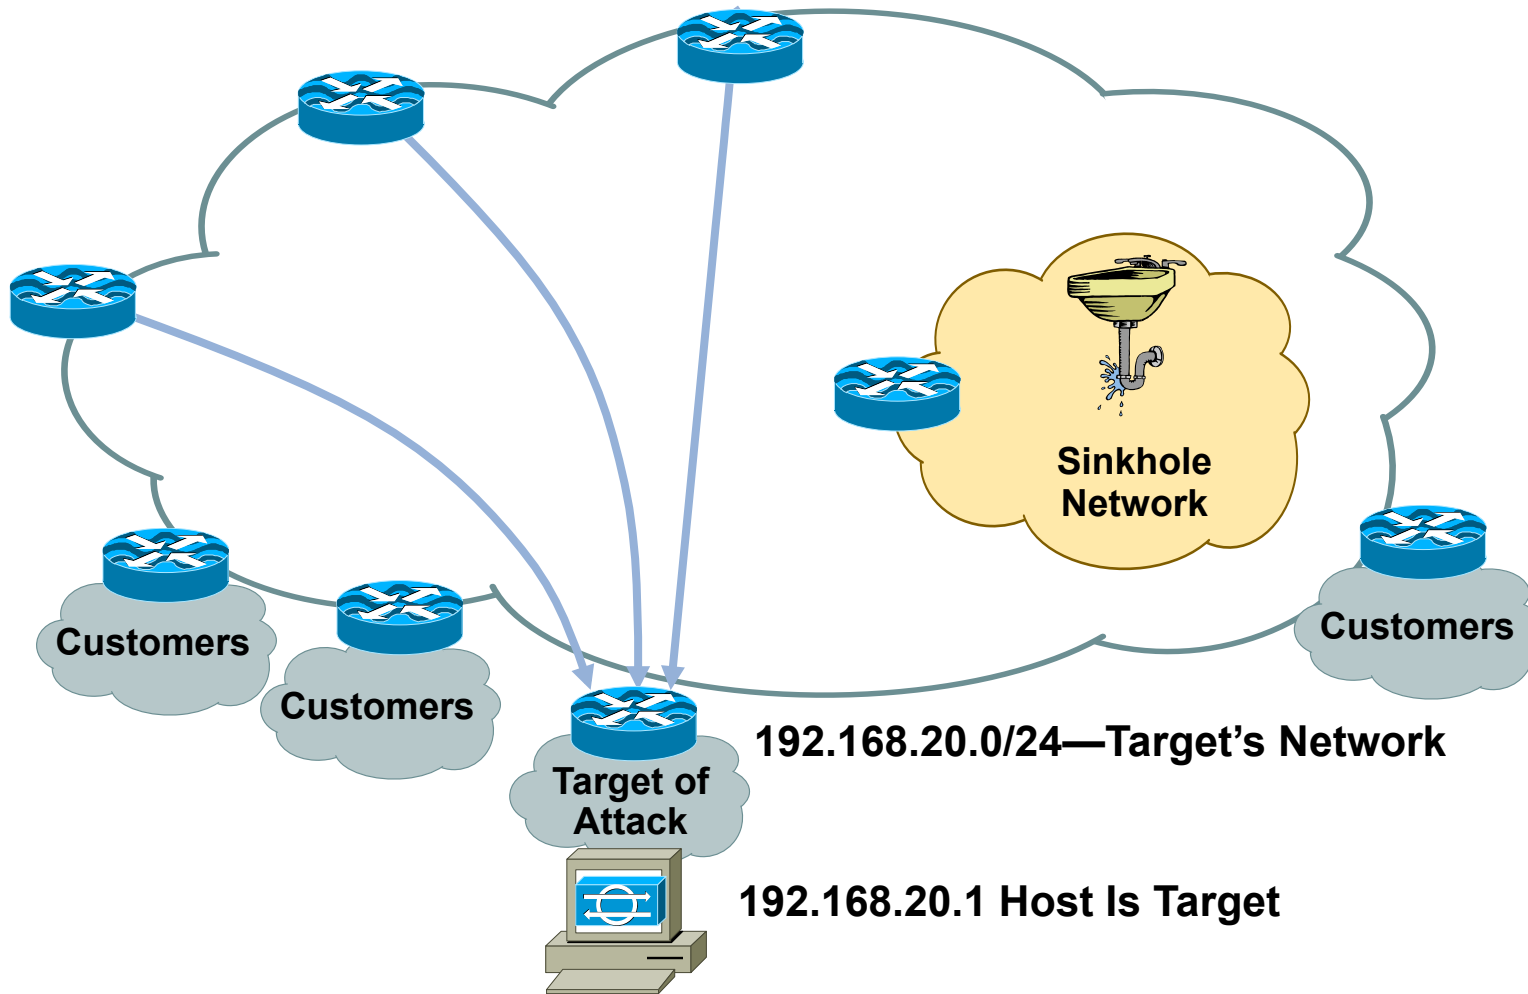 Sinkhole
Network
Customers
Customers
Customers
192.168.20.0/24—Target’s Network
Target of
Attack
192.168.20.1 Host Is Target